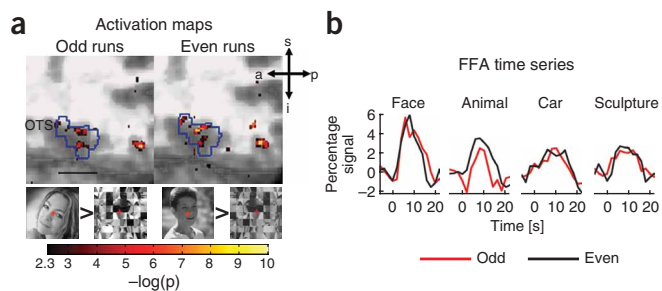 a
Activation maps
Odd runs Even runs
s
a p
i
OTS
> >
2.3 3 4 5 6 7 8 9 10
–log(p)
b
FFA time series
Face Animal Car Sculpture
Percentage
signal
6
4
2
0
–2
0 10 20 0 10 20 0 10 20 0 10 20
Time [s]
Odd Even